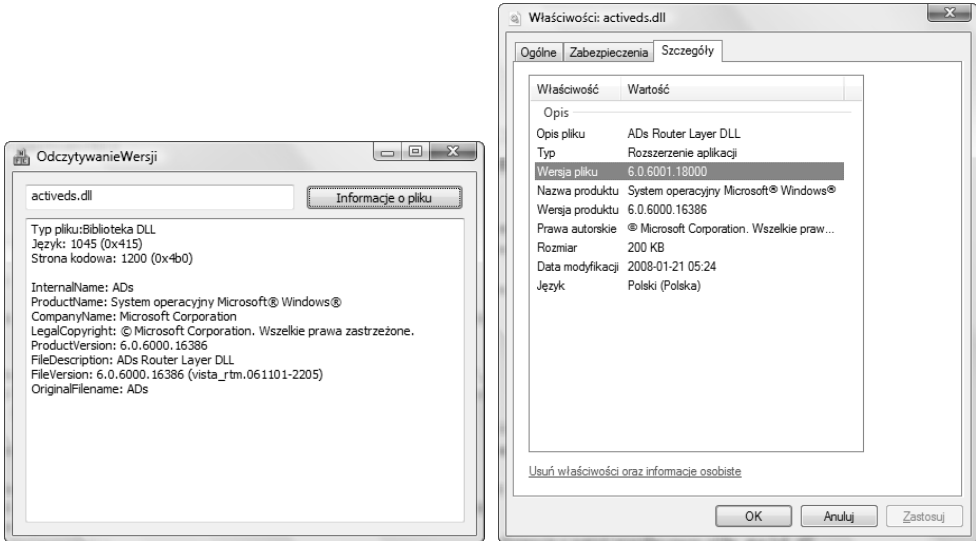 OdczytywanieWersji
activeds.dll
Informacje o pliku
Typ pliku:Biblioteka DLL
Język: 1045 (0x415)
Strona kodowa: 1200 (0x4b0)
InternalName: ADs
ProductName: System operacyjny Microsoft® Windows®
CompanyName: Microsoft Corporation
LegalCopyright: © Microsoft Corporation. Wszelkie prawa zastrzeżone.
ProductVersion: 6.0.6000.16386
FileDescription: ADs Router Layer DLL
FileVersion: 6.0.6000.16386 (vista_rtm.061101-2205)
OriginalFilename: ADs
Właściwości: activeds.dll
Ogólne Zabezpieczenia Szczegóły
Właściwość Wartość
Opis
Opis pliku ADs Router Layer DLL
Typ Rozszerzenie aplikacji
Wersja pliku 6.0.6001.18000
Nazwa produktu System operacyjny Microsoft® Windows®
Wersja produktu 6.0.6000.16386
Prawa autorskie © Microsoft Corporation. Wszelkie praw...
Rozmiar 200 KB
Data modyfikacji 2008-01-21 05:24
Język Polski (Polska)
Usuń właściwości oraz informacje osobiste
OK Anuluj Zastosuj